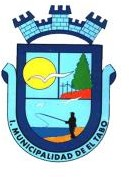 I. MUNICIPALIDAD DE EL TABO